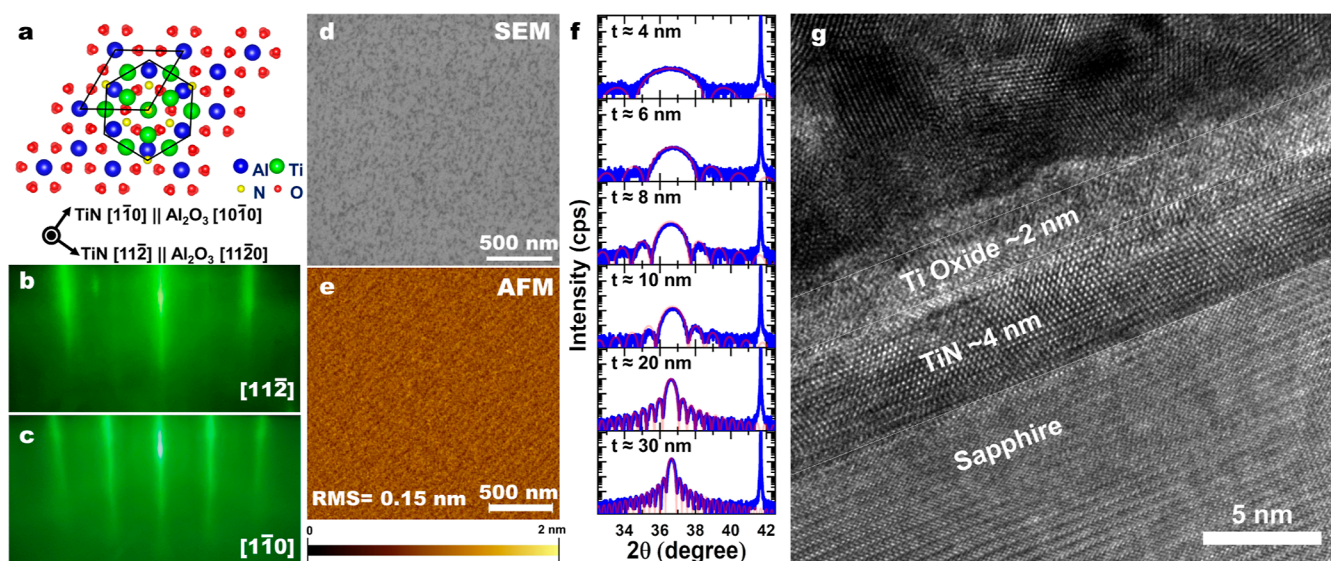 a
Al Ti
N O
TiN [11̅0] || Al₂O₃ [101̅0]
TiN [112̅] || Al₂O₃ [112̅0]
b
[112̅]
c
[11̅0]
d SEM
500 nm
e AFM
RMS= 0.15 nm 500 nm
0 2 nm
f
t ≈ 4 nm
t ≈ 6 nm
t ≈ 8 nm
t ≈ 10 nm
t ≈ 20 nm
t ≈ 30 nm
Intensity (cps)
34 36 38 40 42
2θ (degree)
g
Ti Oxide ~2 nm
TiN ~4 nm
Sapphire
5 nm